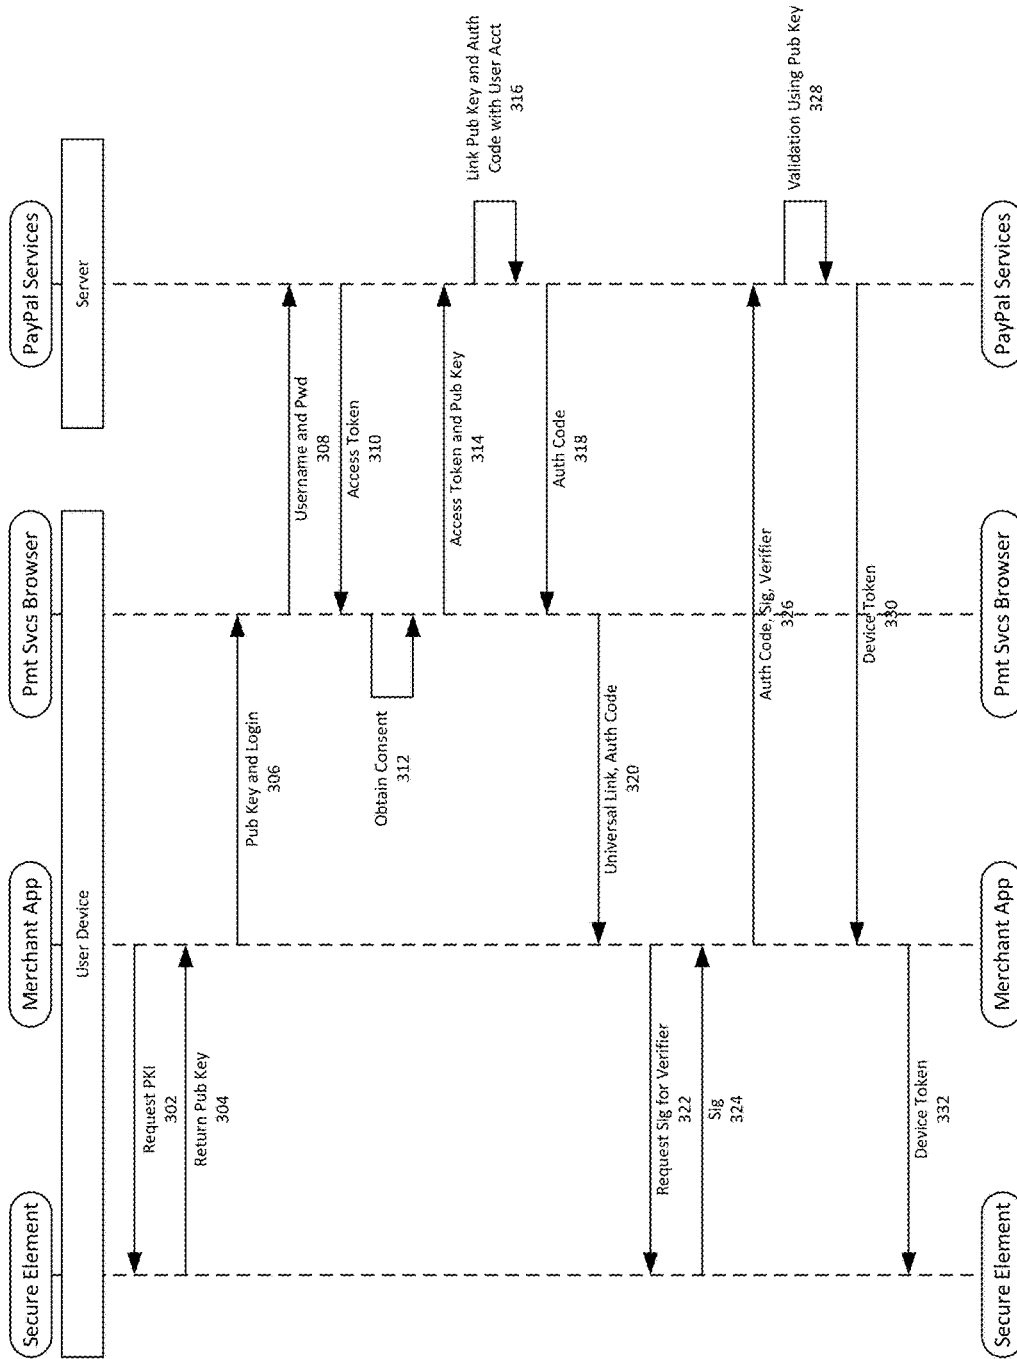 Secure Element
Merchant App
Pmt Svcs Browser
PayPal Services
User Device
Server
Request PKI
302
Return Pub Key
304
Pub Key and Login
306
Username and Pwd
308
Access Token
310
Obtain Consent
312
Access Token and Pub Key
314
Link Pub Key and Auth
Code with User Acct
316
Auth Code
318
Universal Link, Auth Code
320
Request Sig for Verifier
322
Sig
324
Auth Code, Sig, Verifier
326
Validation Using Pub Key
328
Device Token
330
Device Token
332
Secure Element
Merchant App
Pmt Svcs Browser
PayPal Services